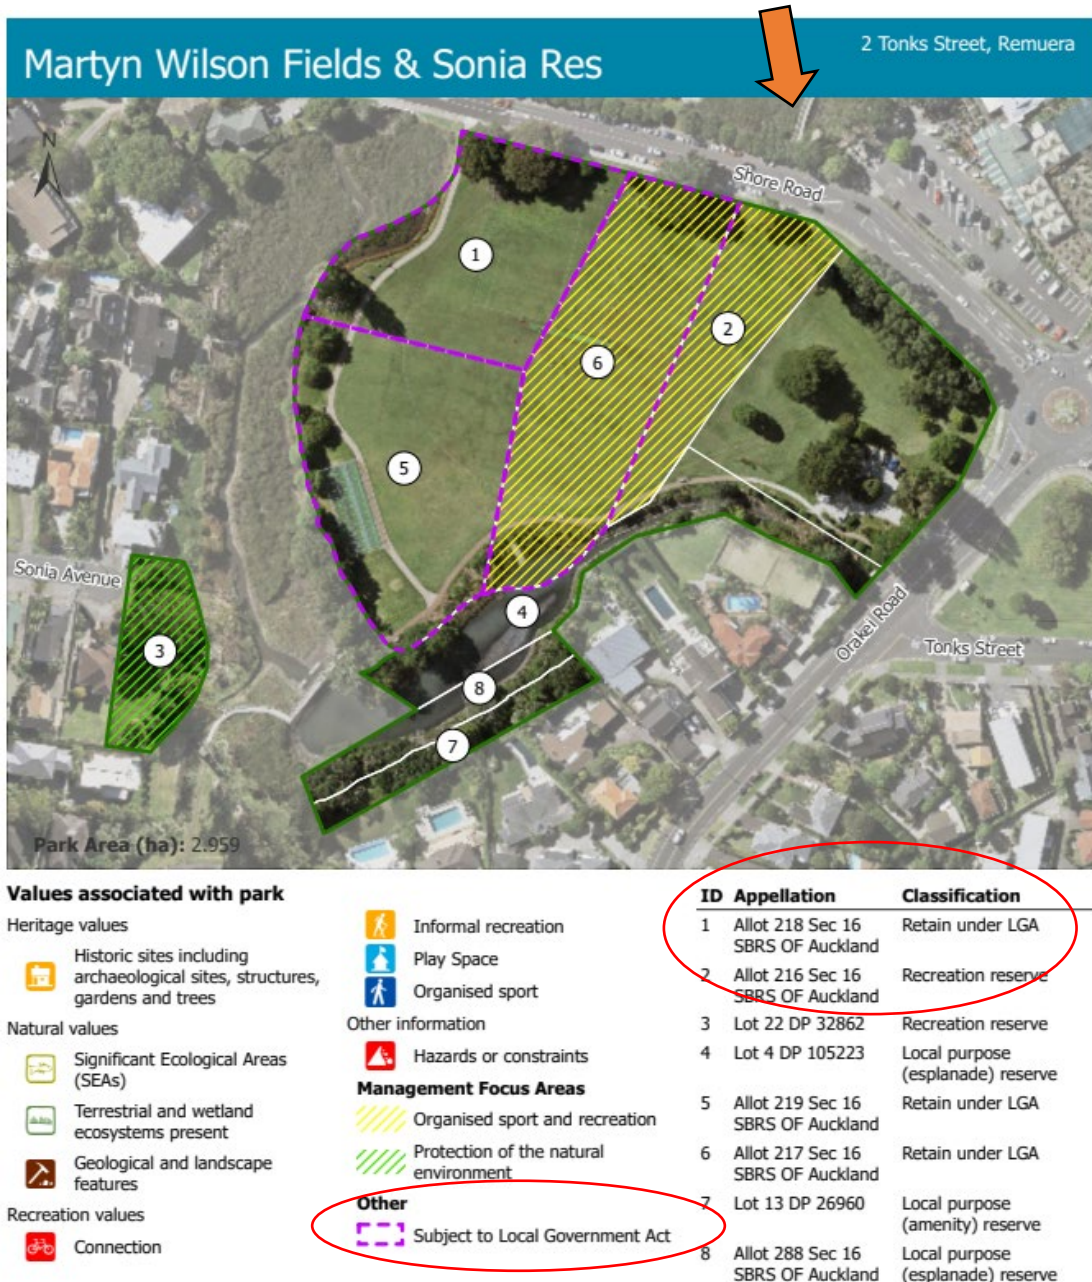 Martyn Wilson Fields & Sonia Res
2 Tonks Street, Remuera
N
Shore Road
1
2
6
5
Sonia Avenue
4
3
Orakei Road
Tonks Street
8
7
Park Area (ha): 2.959
Values associated with park
Heritage values
Historic sites including
archaeological sites, structures,
gardens and trees
Natural values
Significant Ecological Areas
(SEAs)
Terrestrial and wetland
ecosystems present
Geological and landscape
features
Recreation values
Connection
Informal recreation
Play Space
Organised sport
Other information
Hazards or constraints
Management Focus Areas
Organised sport and recreation
Protection of the natural
environment
Other
Subject to Local Government Act
ID Appellation Classification
1 Allot 218 Sec 16 Retain under LGA
SBRS OF Auckland
2 Allot 216 Sec 16 Recreation reserve
SBRS OF Auckland
3 Lot 22 DP 32862 Recreation reserve
4 Lot 4 DP 105223 Local purpose
(esplanade) reserve
5 Allot 219 Sec 16 Retain under LGA
SBRS OF Auckland
6 Allot 217 Sec 16 Retain under LGA
SBRS OF Auckland
7 Lot 13 DP 26960 Local purpose
(amenity) reserve
8 Allot 288 Sec 16 Local purpose
SBRS OF Auckland (esplanade) reserve